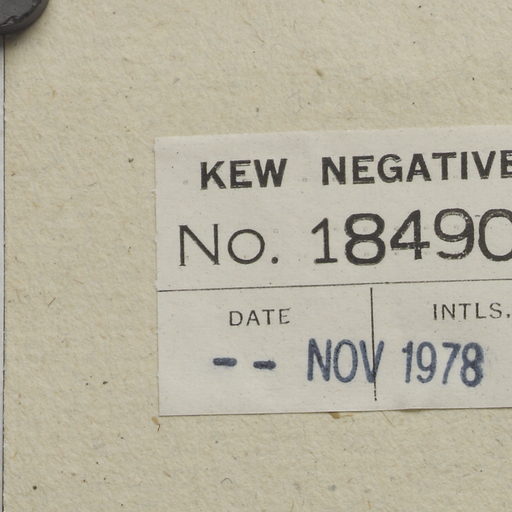 KEW NEGATIVE
No. 18490
DATE INTLS.
-- NOV 1978